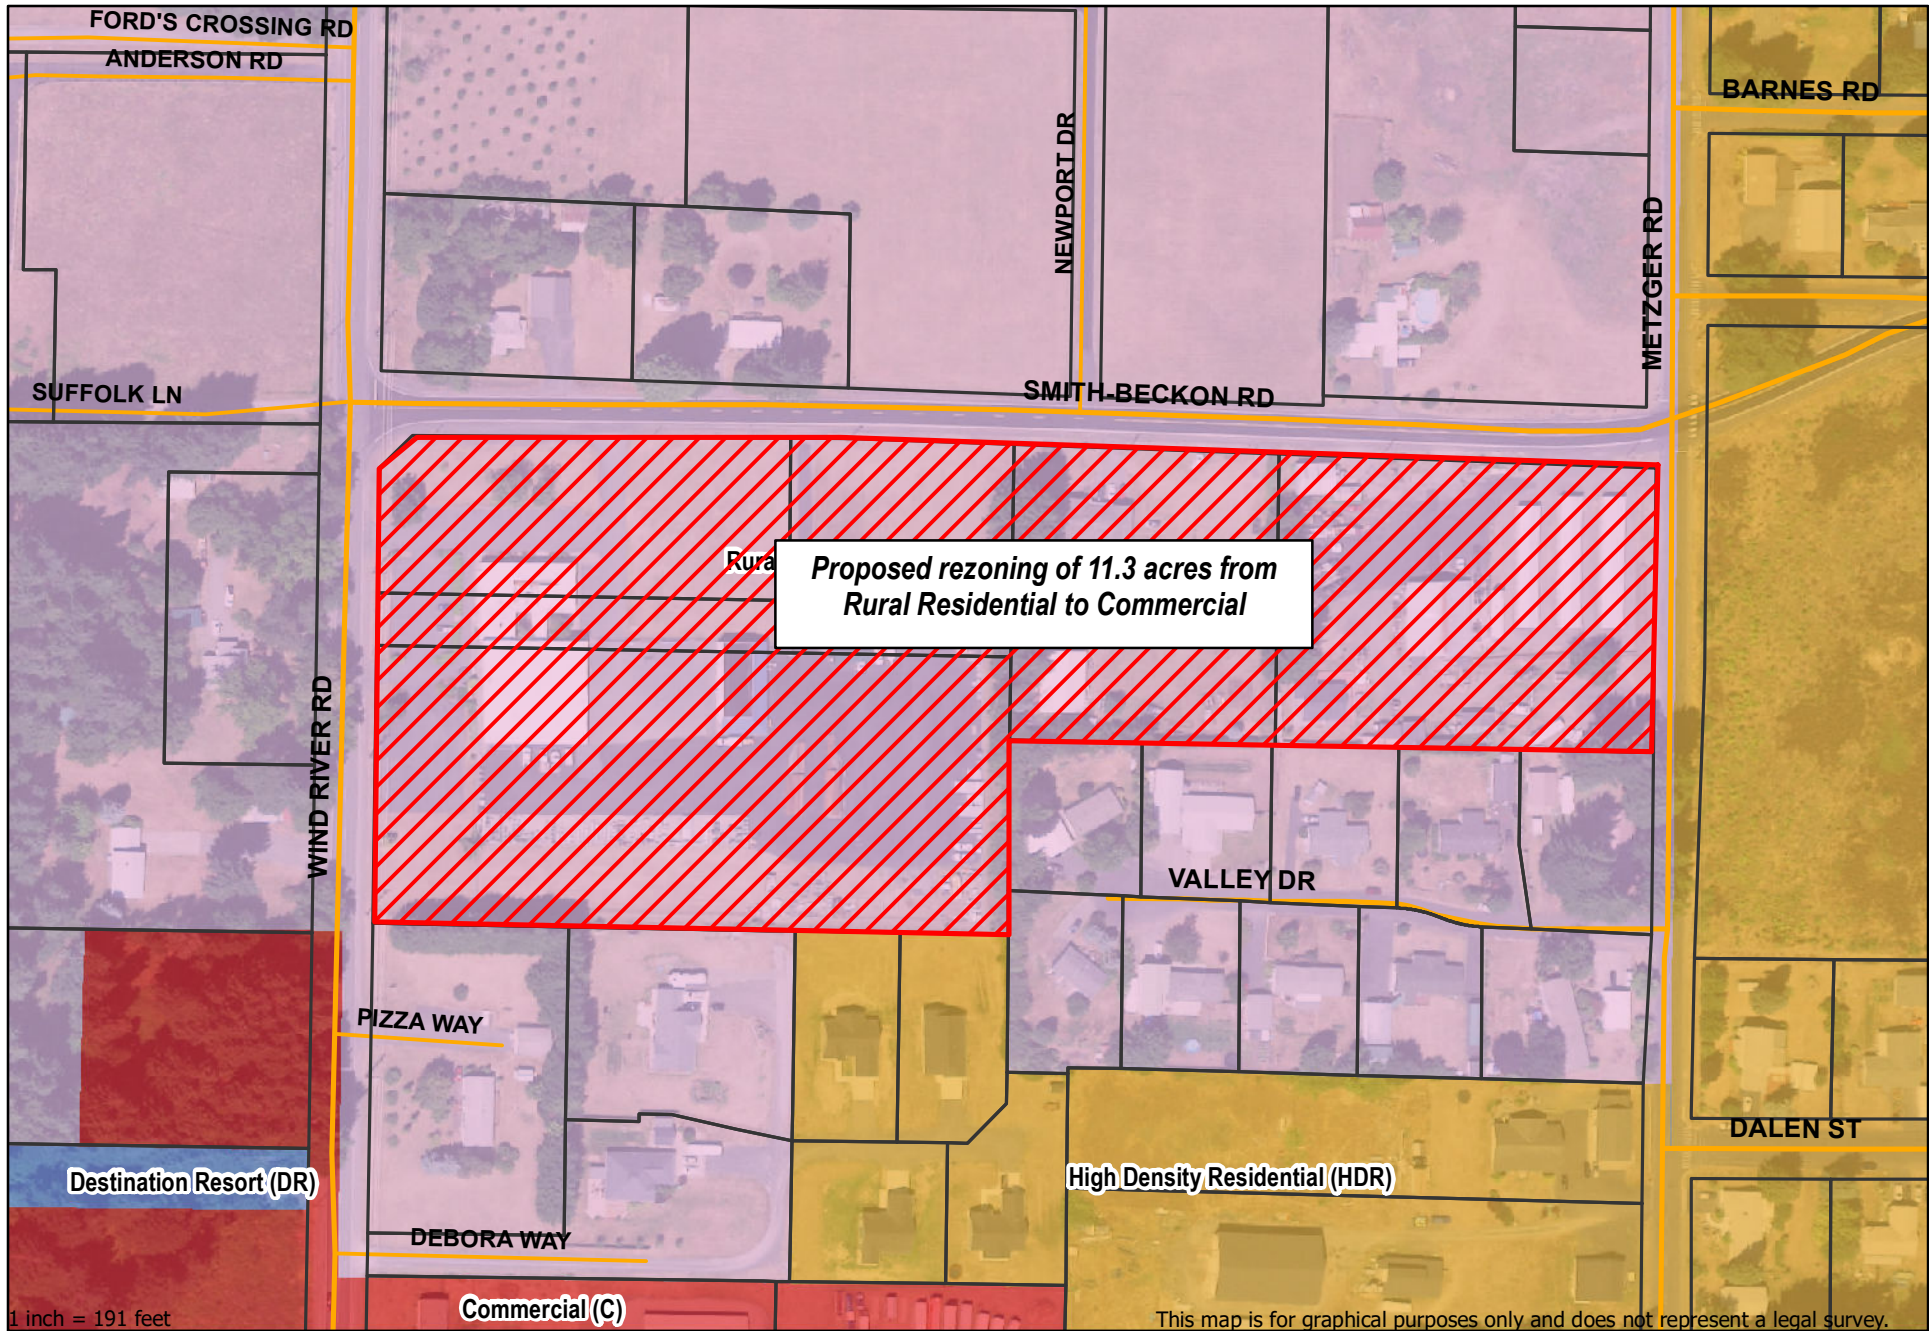 FORD'S CROSSING RD
ANDERSON RD
BARNES RD
NEWPORT DR
METZGER RD
SUFFOLK LN
SMITH-BECKON RD
Rura
Proposed rezoning of 11.3 acres from
Rural Residential to Commercial
WIND RIVER RD
VALLEY DR
PIZZA WAY
DALEN ST
Destination Resort (DR)
High Density Residential (HDR)
DEBORA WAY
Commercial (C)
1 inch = 191 feet
This map is for graphical purposes only and does not represent a legal survey.